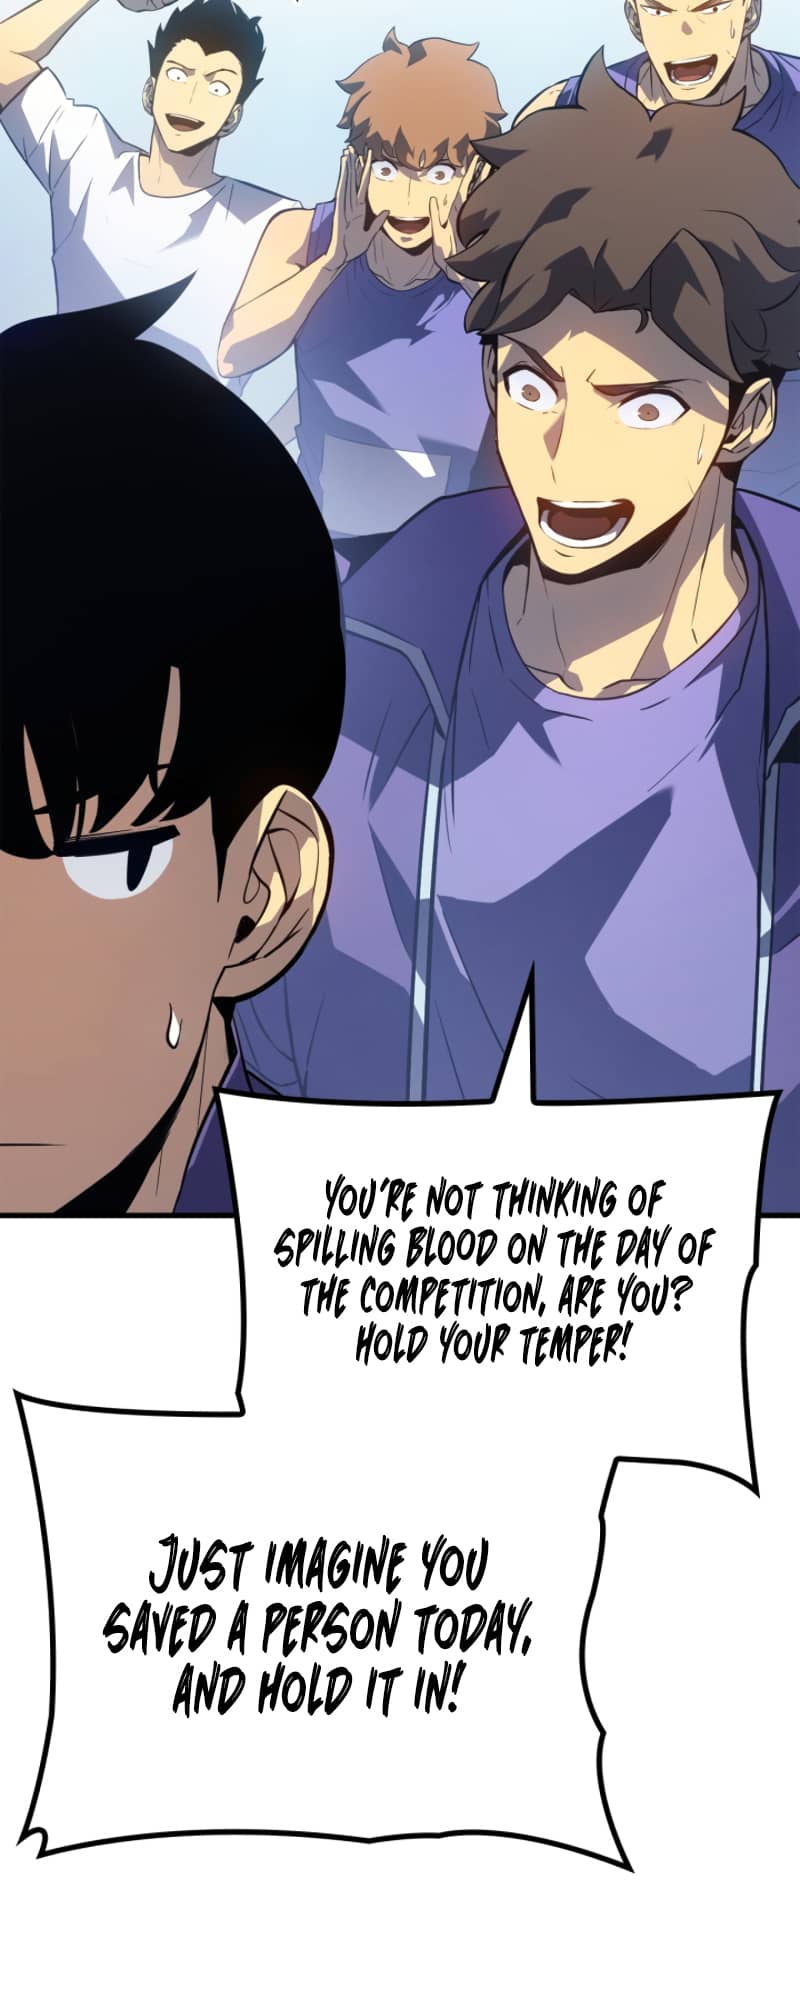 YOU'RE NOT THINKING OF
SPILLING BLOOD ON THE DAY OF
THE COMPETITION, ARE YOU?
HOLD YOUR TEMPER!
JUST IMAGINE YOU
SAVED A PERSON TODAY,
AND HOLD IT IN!